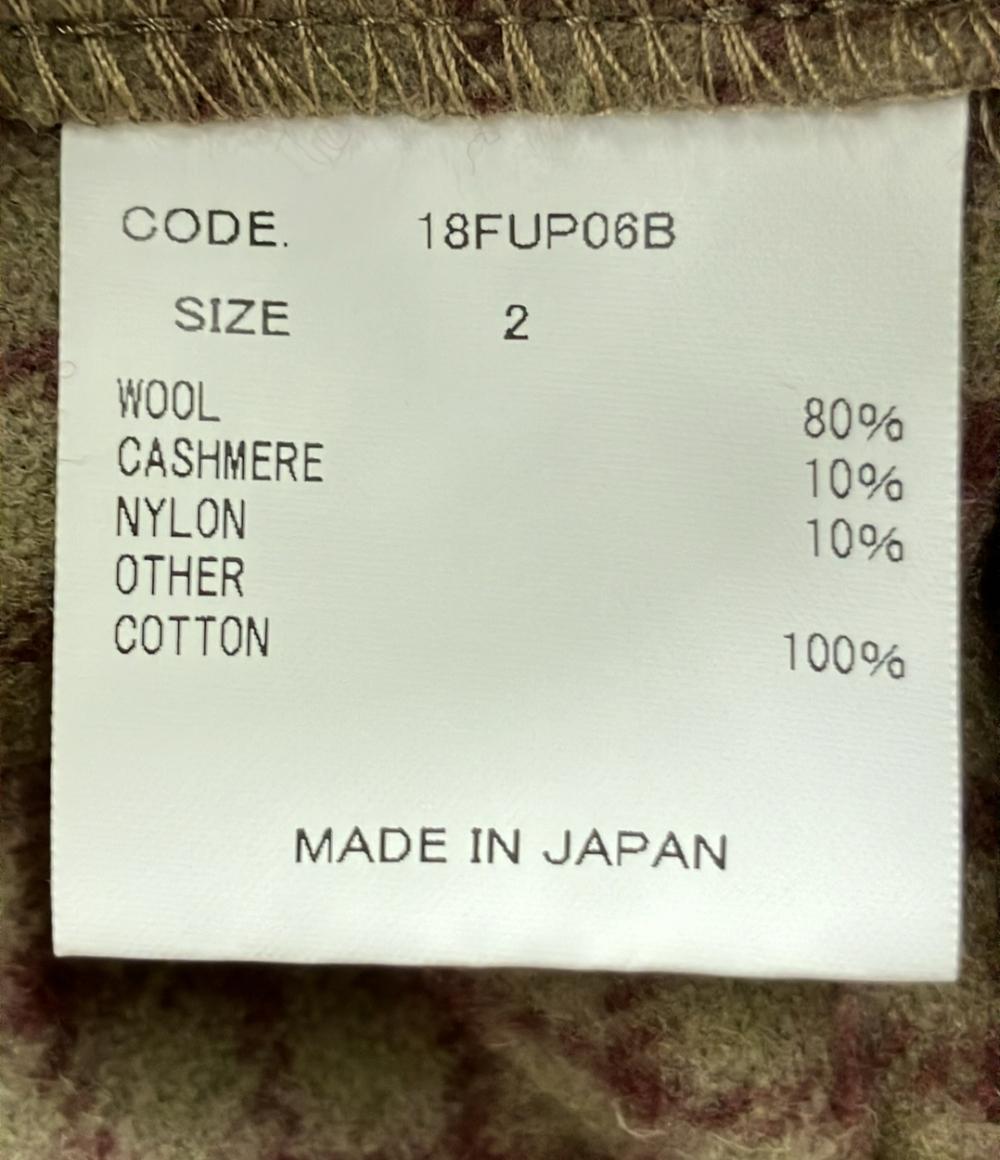 CODE. 18FUP06B
SIZE 2
WOOL 80%
CASHMERE 10%
NYLON 10%
OTHER
COTTON 100%
MADE IN JAPAN